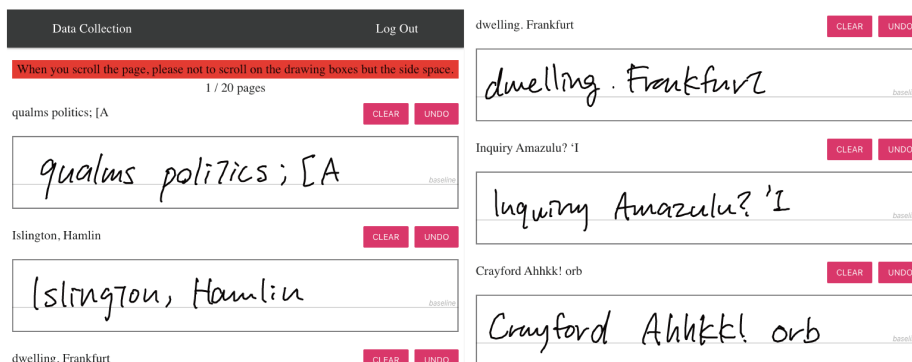 Data Collection Log Out
When you scroll the page, please not to scroll on the drawing boxes but the side space.
1 / 20 pages
qualms politics; [A CLEAR UNDO
qualms politics; [A
baseline
Islington, Hamlin CLEAR UNDO
Islington, Hamlin
baseline
dwelling. Frankfurt CLEAR UNDO
dwelling. Frankfurt CLEAR UNDO
dwelling. Frankfurt
baseli
Inquiry Amazulu? ‘I CLEAR UNDO
Inquiry Amazulu? 'I
baseli
Crayford Ahhkk! orb CLEAR UNDO
Crayford Ahhkk! orb
baseli